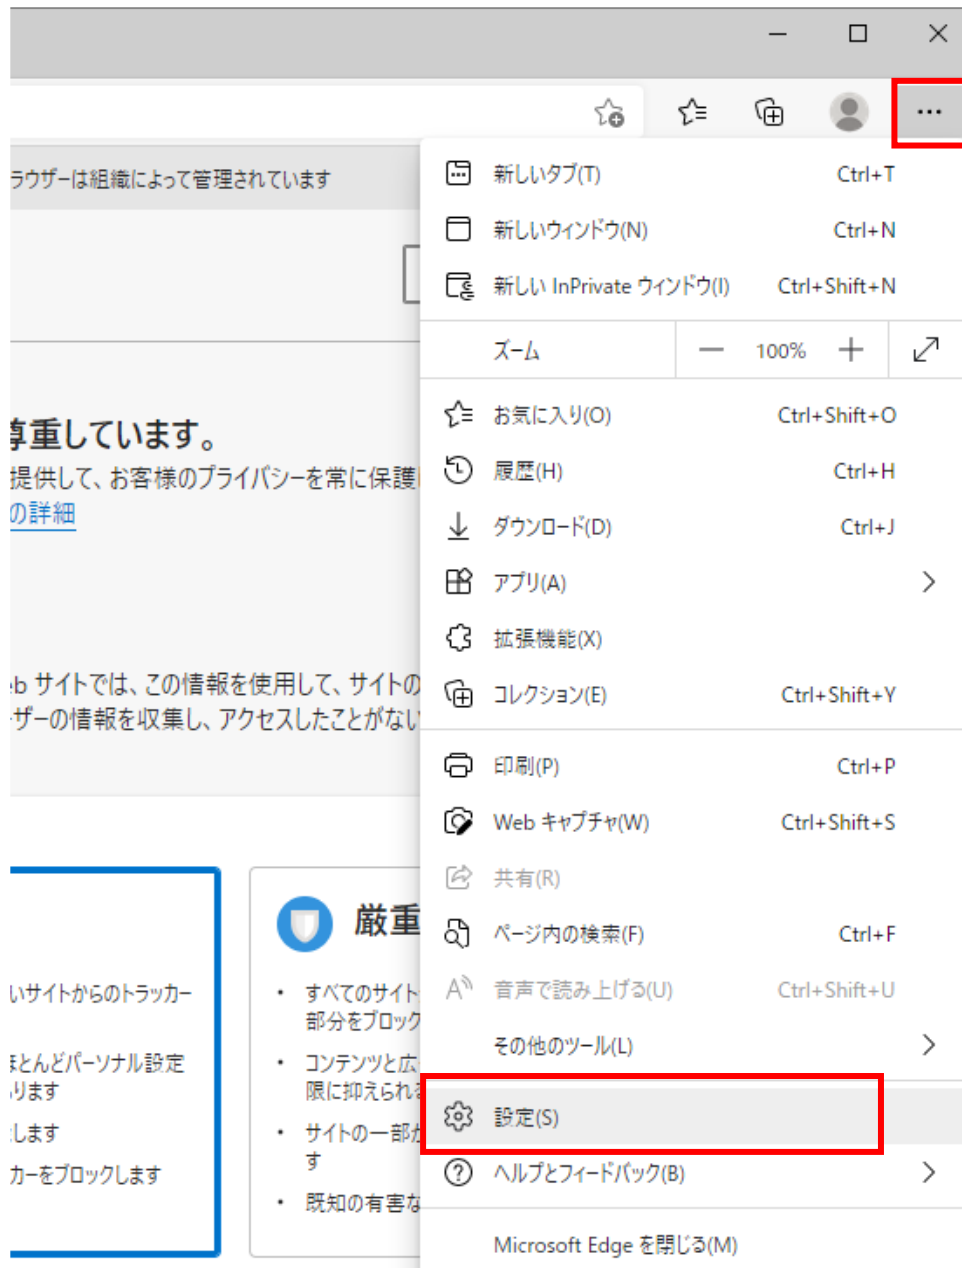 ラウザーは組織によって管理されています
尊重しています。
提供して、お客様のプライバシーを常に保護
の詳細
eb サイトでは、この情報を使用して、サイトの
ーザーの情報を収集し、アクセスしたことがない
いサイトからのトラッカー
ほとんどパーソナル設定
ります
します
カーをブロックします
厳重
• すべてのサイト
部分をブロック
• コンテンツと広
限に抑えられる
• サイトの一部が
す
• 既知の有害な
新しいタブ(T) Ctrl+T
新しいウィンドウ(N) Ctrl+N
新しい InPrivate ウィンドウ(I) Ctrl+Shift+N
ズーム 100%
お気に入り(O) Ctrl+Shift+O
履歴(H) Ctrl+H
ダウンロード(D) Ctrl+J
アプリ(A)
拡張機能(X)
コレクション(E) Ctrl+Shift+Y
印刷(P) Ctrl+P
Web キャプチャ(W) Ctrl+Shift+S
共有(R)
ページ内の検索(F) Ctrl+F
音声で読み上げる(U) Ctrl+Shift+U
その他のツール(L)
設定(S)
ヘルプとフィードバック(B)
Microsoft Edge を閉じる(M)